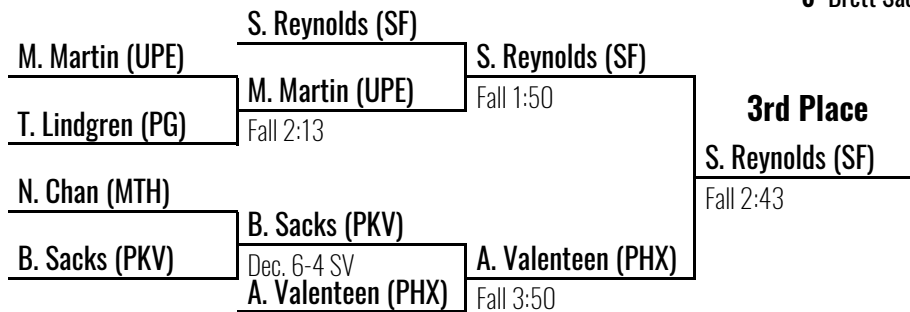 6 Brett
S. Reynolds (SF)
M. Martin (UPE)
S. Reynolds (SF)
M. Martin (UPE)
Fall 1:50
3rd Place
T. Lindgren (PG)
Fall 2:13
S. Reynolds (SF)
N. Chan (MTH)
Fall 2:43
B. Sacks (PKV)
B. Sacks (PKV)
A. Valenteen (PHX)
Dec. 6-4 SV
A. Valenteen (PHX)
Fall 3:50